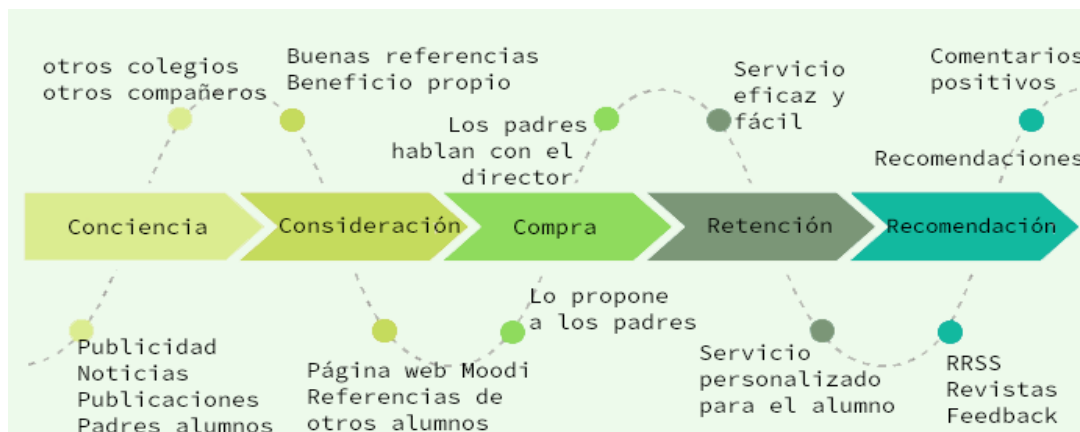 otros colegios
otros compañeros
Buenas referencias
Beneficio propio
Los padres
hablan con el
director
Servicio
eficaz y
fácil
Comentarios
positivos
Recomendaciones
Conciencia
Consideración
Compra
Retención
Recomendación
Publicidad
Noticias
Publicaciones
Padres alumnos
Página web Moodi
Referencias de
otros alumnos
Lo propone
a los padres
Servicio
personalizado
para el alumno
RRSS
Revistas
Feedback